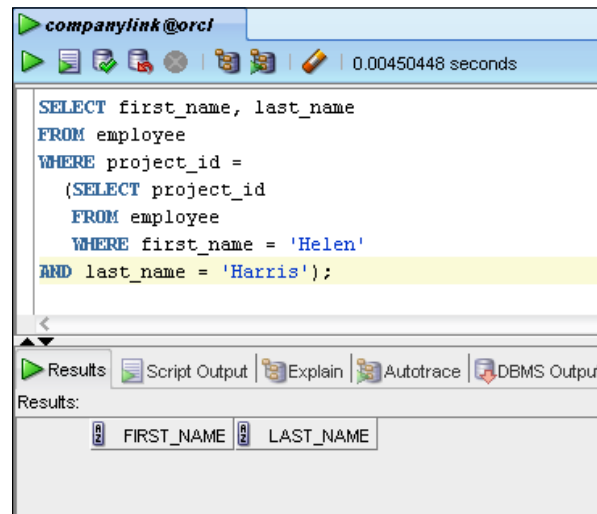 companylink@orcl
0.00450448 seconds
SELECT first_name, last_name
FROM employee
WHERE project_id =
(SELECT project_id
FROM employee
WHERE first_name = 'Helen'
AND last_name = 'Harris');
Results Script Output Explain Autotrace DBMS Outpu
Results:
FIRST_NAME LAST_NAME